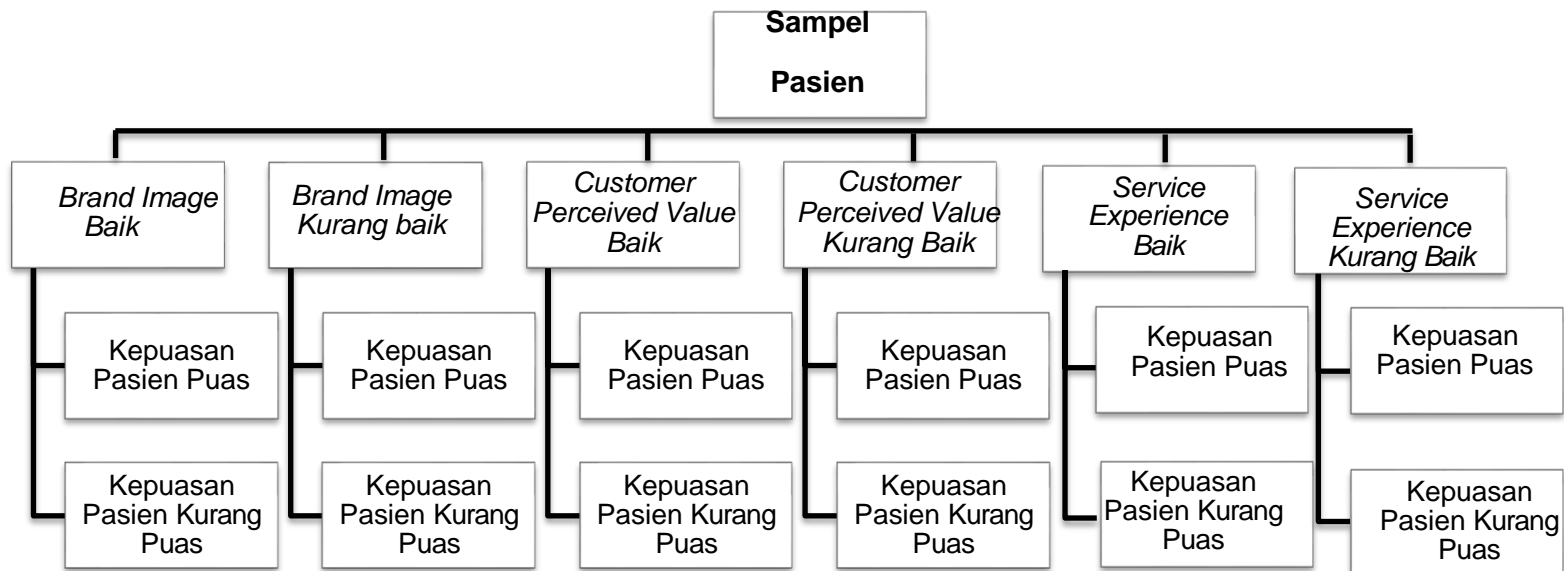 Sampel
Pasien
Brand Image
Baik
Brand Image
Kurang baik
Customer
Perceived Value
Baik
Customer
Perceived Value
Kurang Baik
Service
Experience
Baik
Service
Experience
Kurang Baik
Kepuasan
Pasien Puas
Kepuasan
Pasien Puas
Kepuasan
Pasien Puas
Kepuasan
Pasien Puas
Kepuasan
Pasien Puas
Kepuasan
Pasien Puas
Kepuasan
Pasien Kurang
Puas
Kepuasan
Pasien Kurang
Puas
Kepuasan
Pasien Kurang
Puas
Kepuasan
Pasien Kurang
Puas
Kepuasan
Pasien Kurang
Puas
Kepuasan
Pasien Kurang
Puas